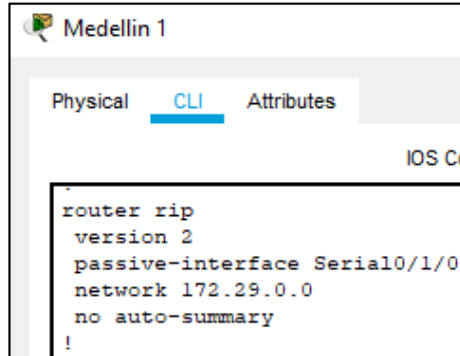 Medellin 1
Physical CLI Attributes
IOS
!
router rip
version 2
passive-interface Serial0/1/0
network 172.29.0.0
no auto-summary
!